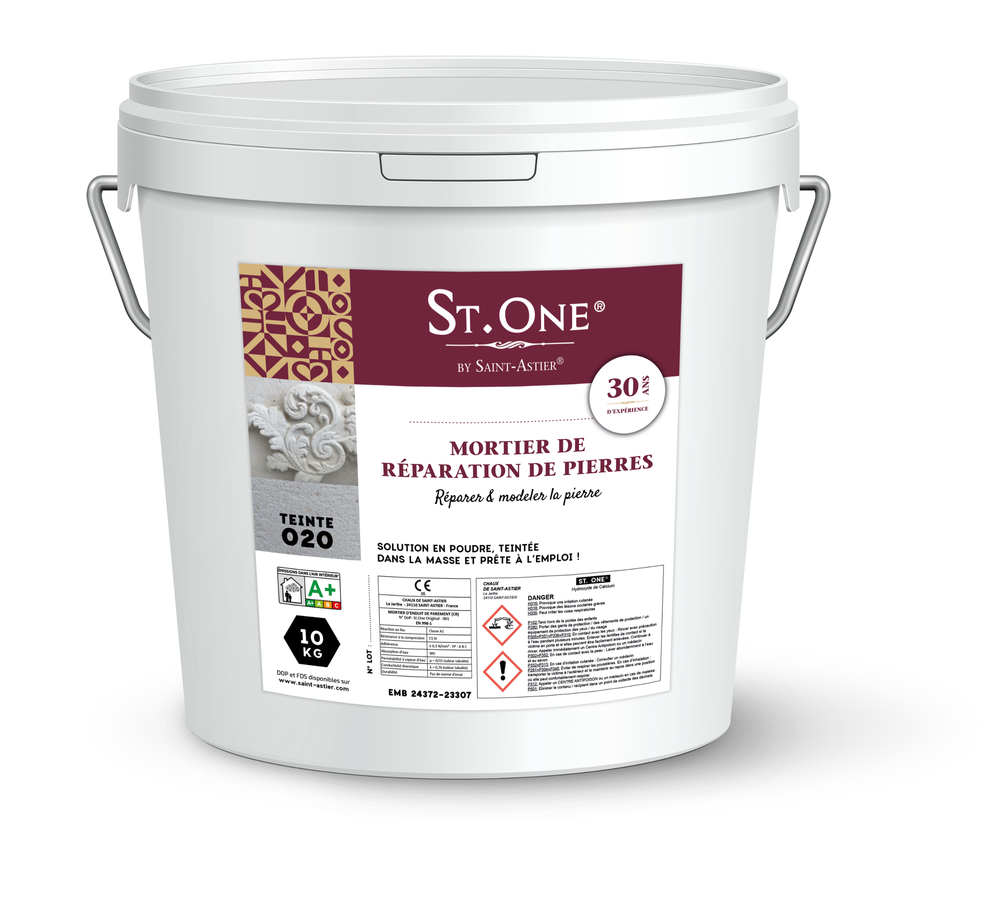 ST. ONE®
BY SAINT-ASTIER®
30 ANS
D'EXPÉRIENCE
MORTIER DE
RÉPARATION DE PIERRES
Réparer & modeler la pierre
TEINTE
020
SOLUTION EN POUDRE, TEINTÉE
DANS LA MASSE ET PRÊTE À L'EMPLOI !
ÉMISSIONS DANS L'AIR INTÉRIEUR*
A+
A+ A B C
10
KG
DOP et FDS disponibles sur
www.saint-astier.com
N° LOT :
CE
05
CHAUX DE SAINT-ASTIER
La Jarthe - 24110 SAINT-ASTIER - France
MORTIER D'ENDUIT DE PAREMENT (CR)
N° DoP- St.One Original - 001
EN 998-1
Réaction au feu Classe A1
Résistance à la compression CS III
Adhérence ≥ 0,3 N/mm² - FP : A B C
Absorption d'eau W0
Perméabilité à vapeur d'eau μ = 0/15 (valeur tabulée)
Conductivité thermique λ = 0,76 (valeur tabulée)
Durabilité Pas de norme d'essai
EMB 24372-23307
CHAUX
DE SAINT-ASTIER
La Jarthe
24110 SAINT-ASTIER
ST. ONE®
Hydroxyde de Calcium
DANGER
H315: Provoque une irritation cutanée
H318: Provoque des lésions oculaires graves
H335: Peut irriter les voies respiratoires
P102:Tenir hors de la portée des enfants
P280: Porter des gants de protection / des vêtements de protection / un
équipement de protection des yeux / du visage
P305+P351+P338+P310: En contact avec les yeux : Rincer avec précaution
à l'eau pendant plusieurs minutes. Enlever les lentilles de contact si la
victime en porte et si elles peuvent être facilement enlevées. Continuer à
rincer. Appeler immédiatement un Centre Antipoison ou un médecin
P302+P352: En cas de contact avec la peau : Laver abondamment à l'eau
et au savon
P332+P313: En cas d'irritation cutanée : Consulter un médecin
P261+P304+P340: Eviter de respirer les poussières. En cas d'inhalation :
transporter la victime à l'extérieur et la maintenir au repos dans une position
où elle peut confortablement respirer
P312: Appeler un CENTRE ANTIPOISON ou un médecin en cas de malaise
P501: Eliminer le contenu / récipient dans un point de collecte des déchets.